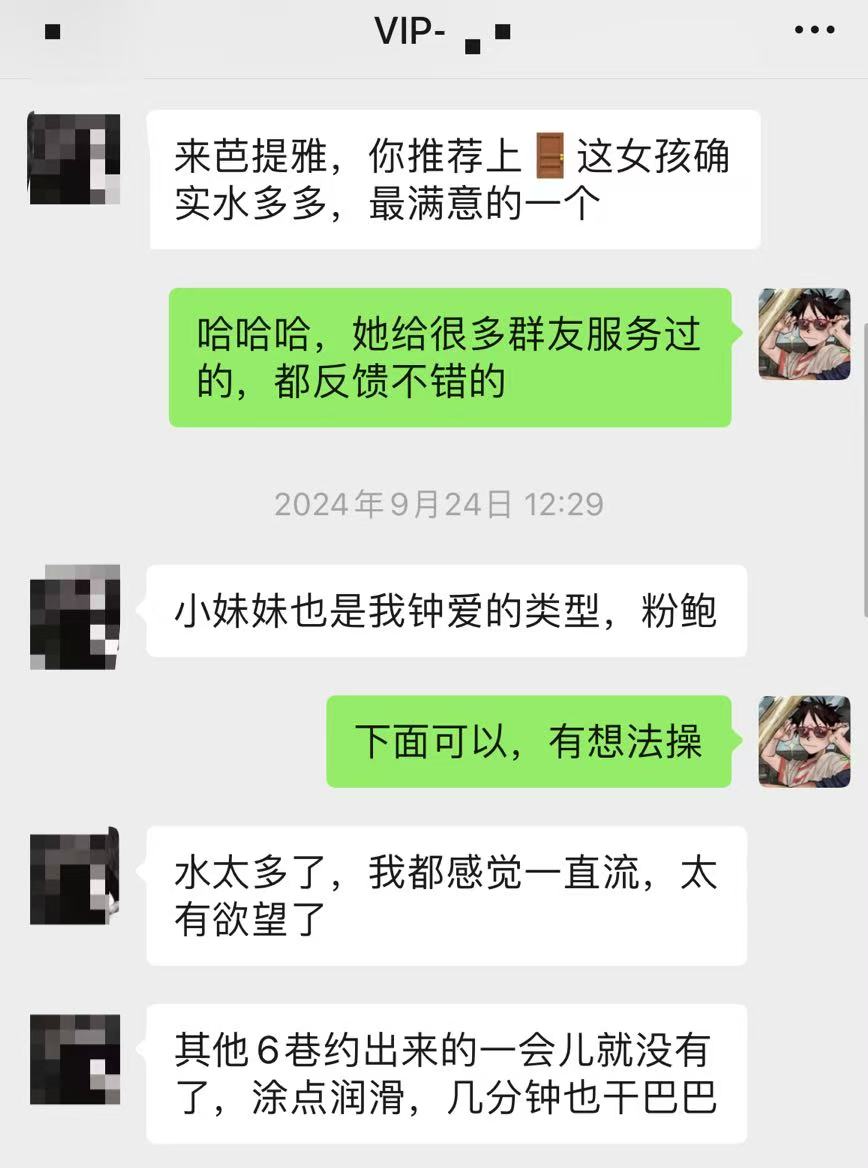 VIP-
来芭提雅，你推荐上🚪这女孩确
实水多多，最满意的一个
哈哈哈，她给很多群友服务过
的，都反馈不错的
2024年9月24日 12:29
小妹妹也是我钟爱的类型，粉鲍
下面可以，有想法操
水太多了，我都感觉一直流，太
有欲望了
其他6巷约出来的一会儿就没有
了，涂点润滑，几分钟也干巴巴